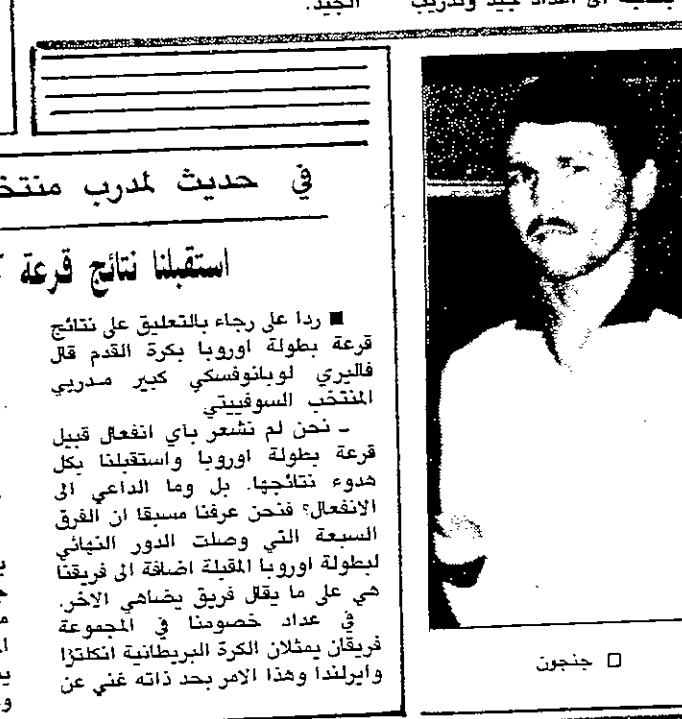 اعداد جيد وتدريب
الجيد.
في حديث لمدرب
استقبلنا نتائج قرعة
■ ردا على رجاء بالتعليق على نتائج
قرعة بطولة اوروبا بكرة القدم قال
فاليري لوبانوفسكي كبير مدربي
المنتخب السوفييتي
ـ نحن لم نشعر بأي انفعال قبيل
قرعة بطولة اوروبا واستقبلنا بكل
هدوء نتائجها. بل وما الداعي الى
الانفعال؟ فنحن عرفنا مسبقا ان الفرق
السبعة التي وصلت الدور النهائي
لبطولة اوروبا المقبلة اضافة الى فريقنا
هي على ما يقال فريق يضاهي الاخر.
في عداد خصومنا في المجموعة
فريقان يمثلان الكرة البريطانية انكلترا
وايرلندا وهذا الامر بحد ذاته غني عن
□ جنجون